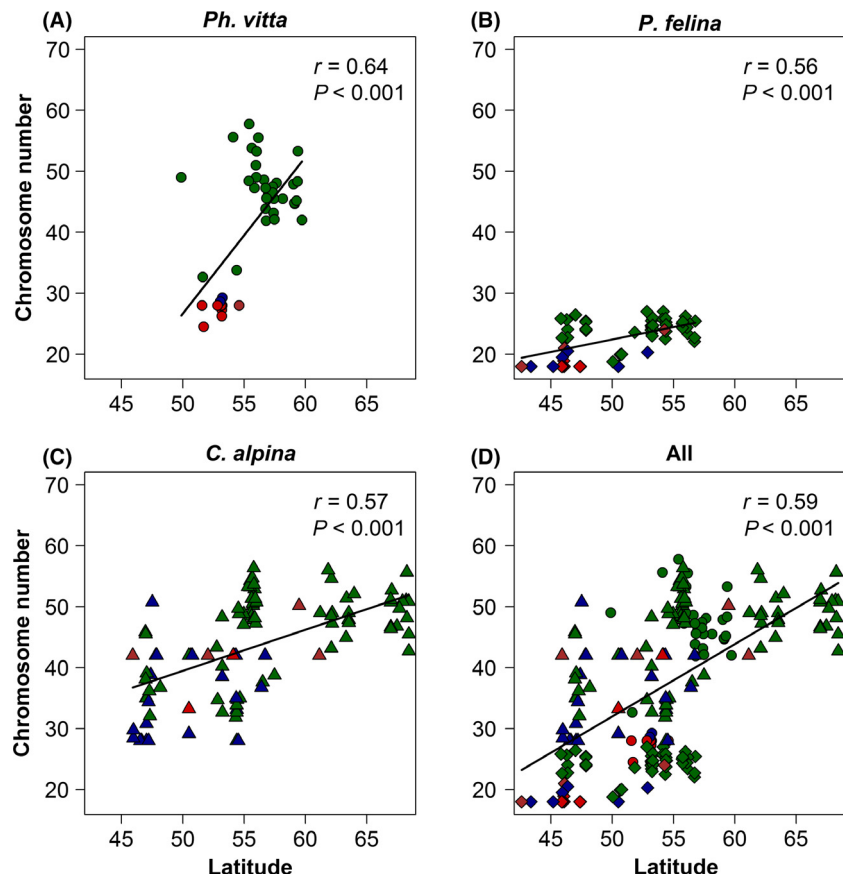 (A)
Ph. vitta
r = 0.64
P < 0.001
70
60
50
40
30
20
45 50 55 60 65
Chromosome number
(B)
P. felina
r = 0.56
P < 0.001
70
60
50
40
30
20
45 50 55 60 65
(C)
C. alpina
r = 0.57
P < 0.001
70
60
50
40
30
20
45 50 55 60 65
Chromosome number
Latitude
(D)
All
r = 0.59
P < 0.001
70
60
50
40
30
20
45 50 55 60 65
Latitude